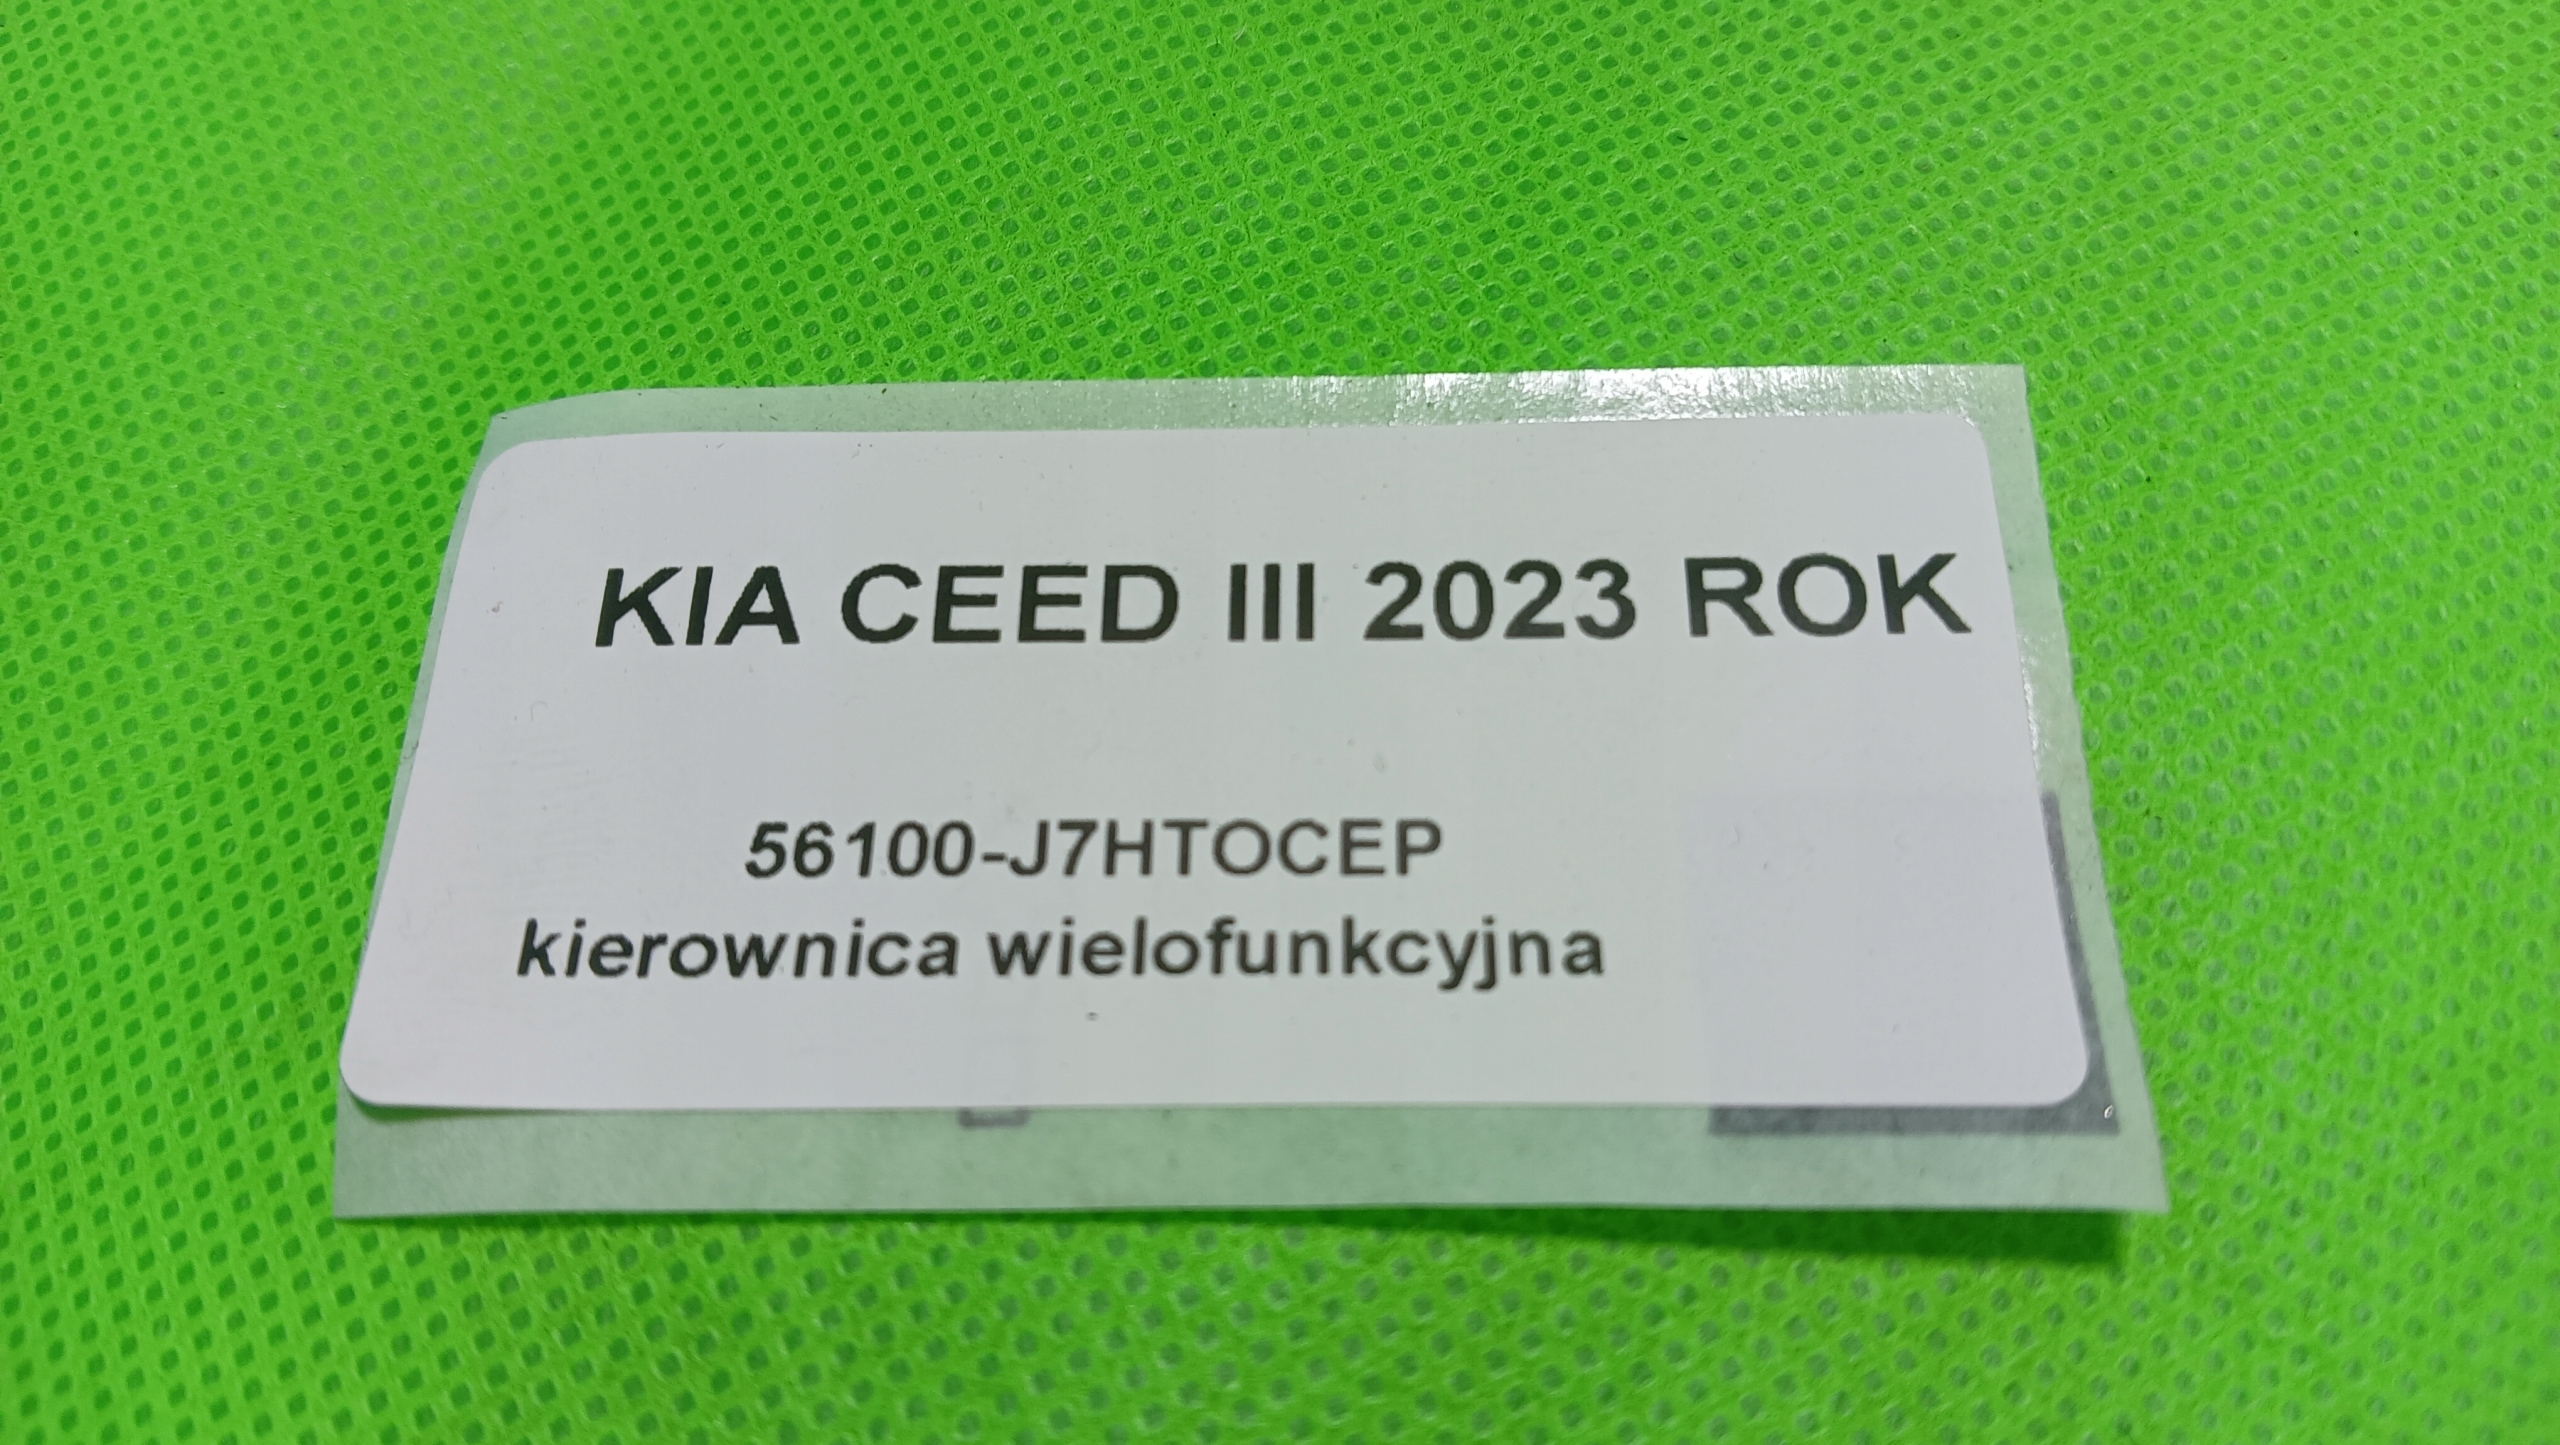 KIA CEED III 2023 ROK
56100-J7HTOCEP
kierownica wielofunkcyjna